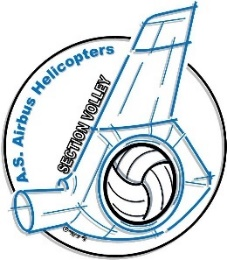 A.S. Airbus Helicopters
SECTION VOLLEY